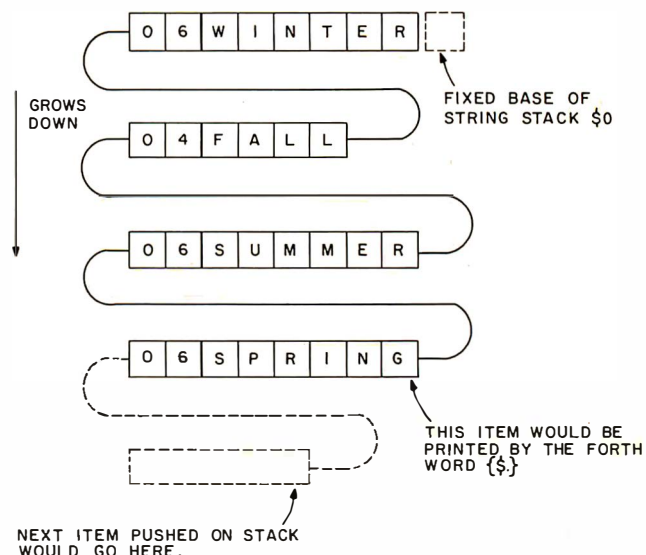 0 6 W I N T E R
GROWS
DOWN
FIXED BASE OF
STRING STACK $0
0 4 F A L L
0 6 S U M M E R
0 6 S P R I N G
THIS ITEM WOULD BE
PRINTED BY THE FORTH
WORD {$.}
NEXT ITEM PUSHED ON STACK
WOULD GO HERE.